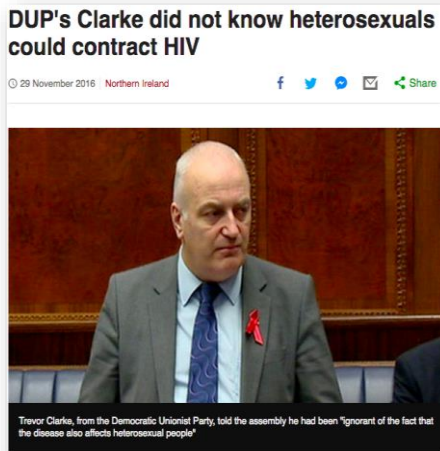 DUP's Clarke did not know heterosexuals
could contract HIV
29 November 2016 Northern Ireland Share
Trevor Clarke, from the Democratic Unionist Party, told the assembly he had been "ignorant of the fact that
the disease also affects heterosexual people"